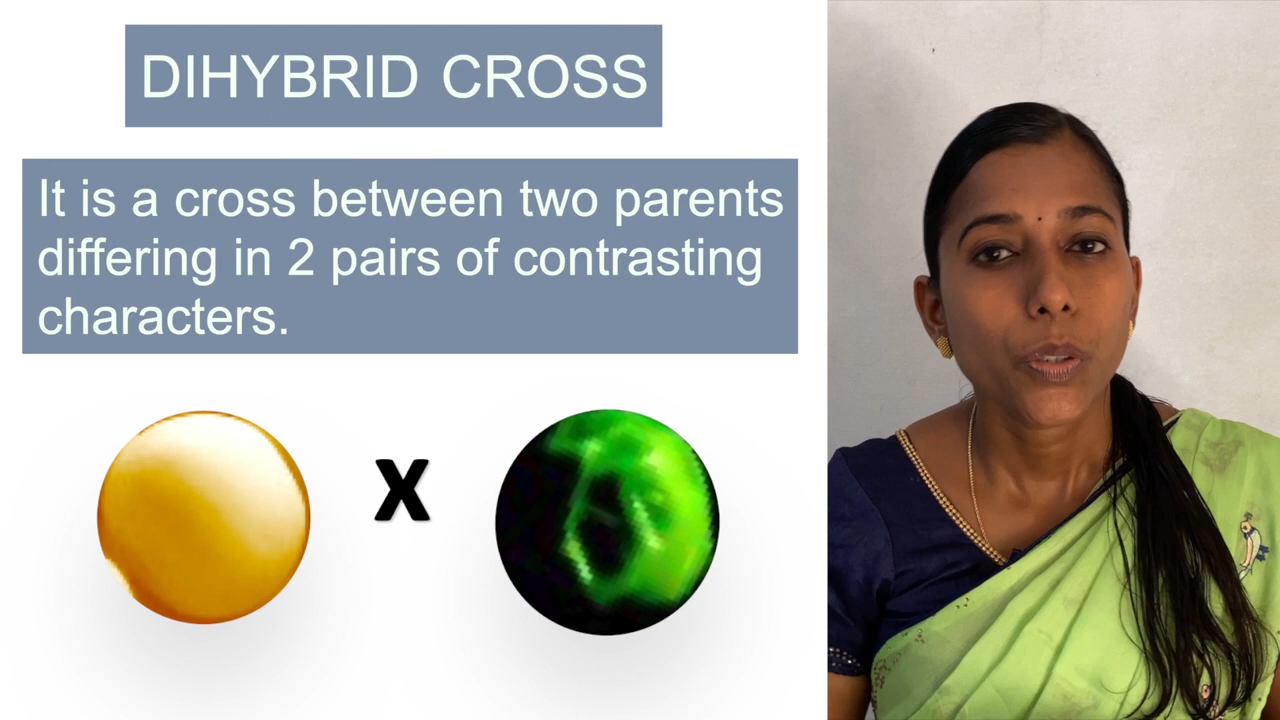 DIHYBRID CROSS
It is a cross between two parents
differing in 2 pairs of contrasting
characters.
X